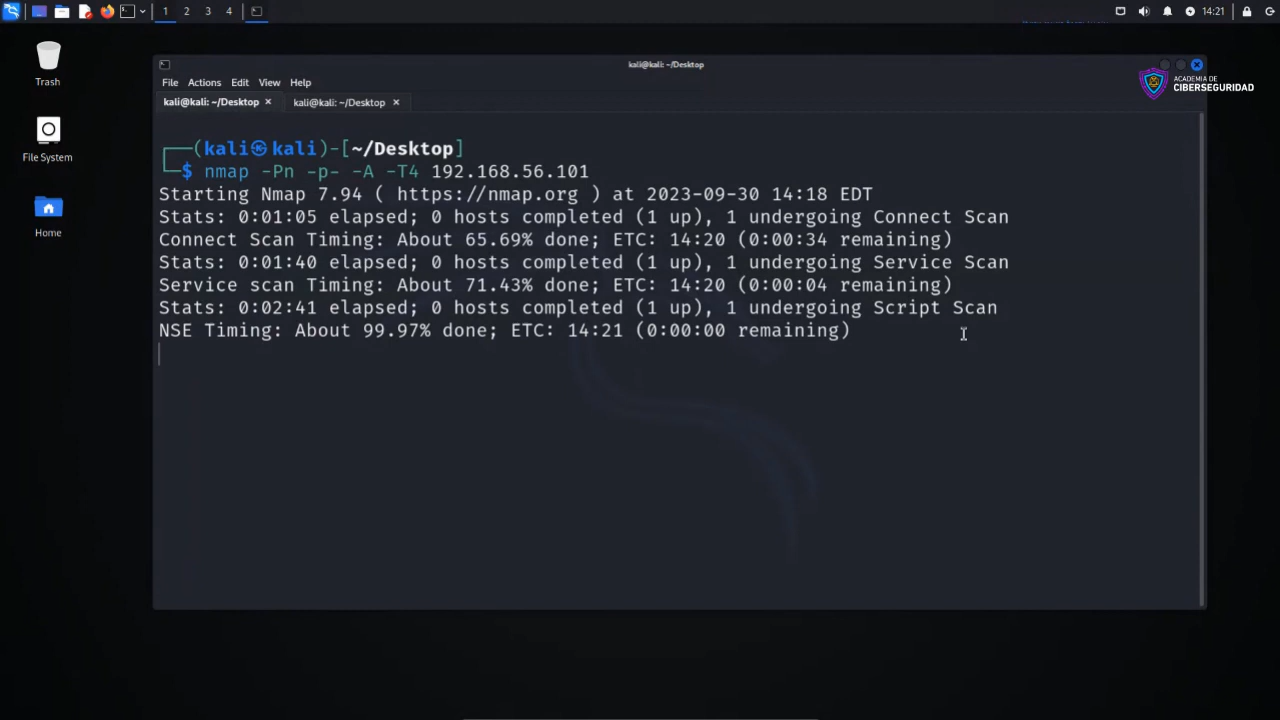 14:21
1 2 3 4
Trash
File System
Home
kali@kali: ~/Desktop
File Actions Edit View Help
kali@kali: ~/Desktop × kali@kali: ~/Desktop ×
ACADEMIA DE
CIBERSEGURIDAD
┌──(kali㉿kali)-[~/Desktop]
└─$ nmap -Pn -p- -A -T4 192.168.56.101
Starting Nmap 7.94 ( https://nmap.org ) at 2023-09-30 14:18 EDT
Stats: 0:01:05 elapsed; 0 hosts completed (1 up), 1 undergoing Connect Scan
Connect Scan Timing: About 65.69% done; ETC: 14:20 (0:00:34 remaining)
Stats: 0:01:40 elapsed; 0 hosts completed (1 up), 1 undergoing Service Scan
Service scan Timing: About 71.43% done; ETC: 14:20 (0:00:04 remaining)
Stats: 0:02:41 elapsed; 0 hosts completed (1 up), 1 undergoing Script Scan
NSE Timing: About 99.97% done; ETC: 14:21 (0:00:00 remaining)